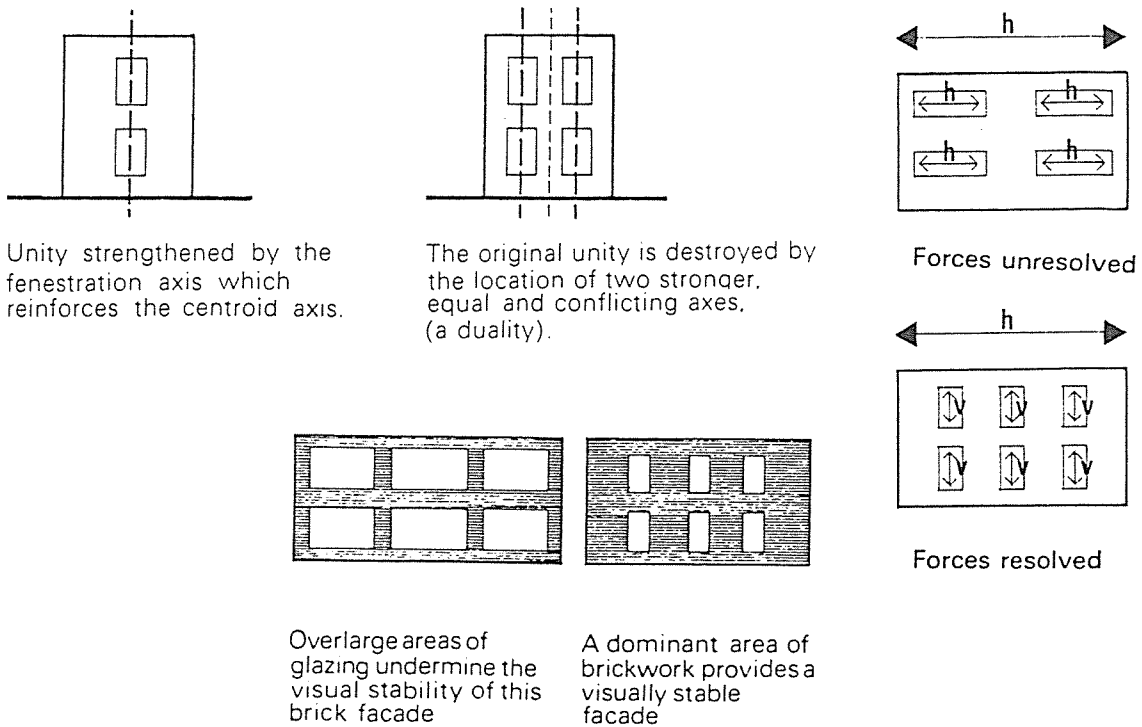 Unity strengthened by the
fenestration axis which
reinforces the centroid axis.
The original unity is destroyed by
the location of two stronger,
equal and conflicting axes,
(a duality).
h
h
h
h
h
Forces unresolved
h
v
v
v
v
v
v
Forces resolved
Overlarge areas of
glazing undermine the
visual stability of this
brick facade
A dominant area of
brickwork provides a
visually stable
facade